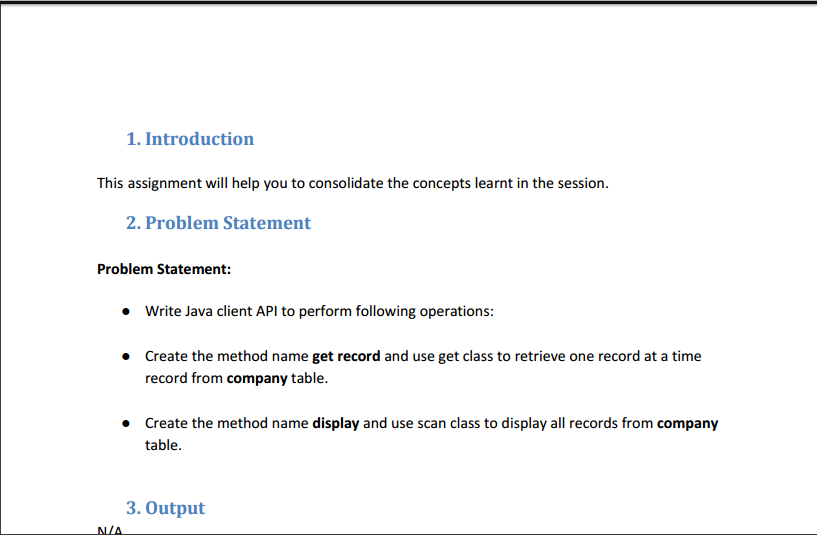 1. Introduction
This assignment will help you to consolidate the concepts learnt in the session.
2. Problem Statement
Problem Statement:
● Write Java client API to perform following operations:
● Create the method name get record and use get class to retrieve one record at a time
record from company table.
● Create the method name display and use scan class to display all records from company
table.
3. Output
N/A